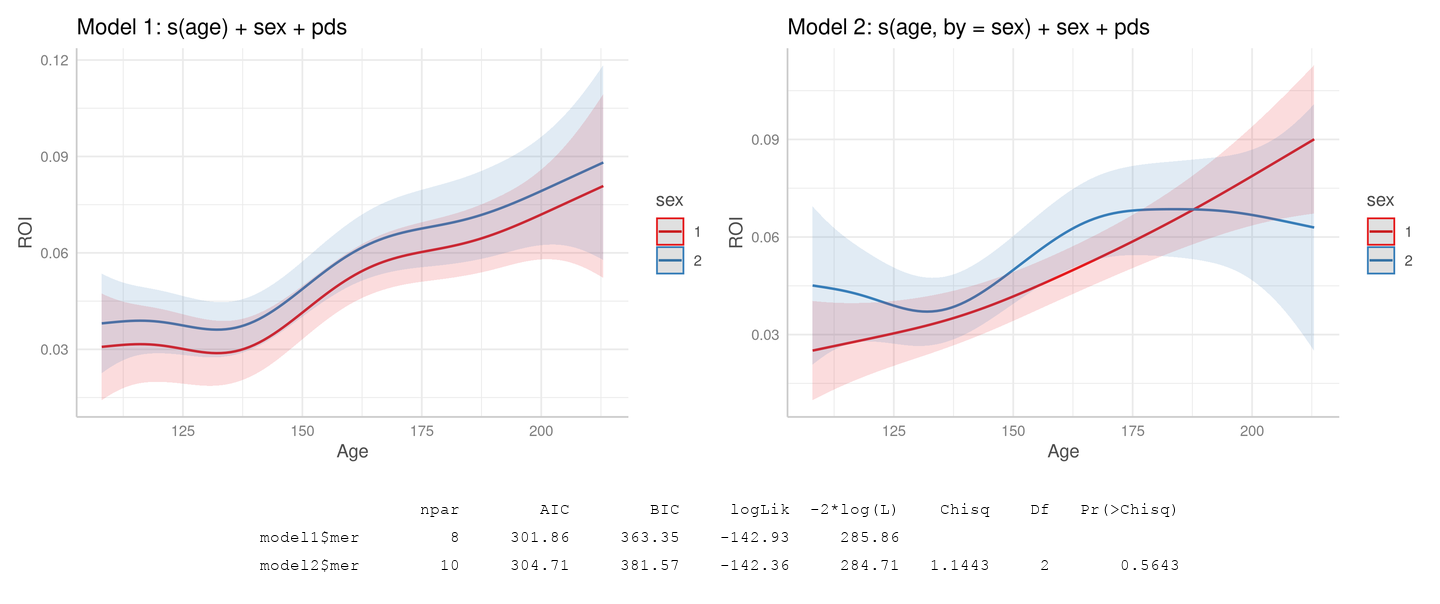 Model 1: s(age) + sex + pds
0.12
0.09
0.06
0.03
ROI
125 150 175 200
Age
sex
1
2
Model 2: s(age, by = sex) + sex + pds
0.09
0.06
0.03
ROI
125 150 175 200
Age
sex
1
2
npar AIC BIC logLik -2*log(L) Chisq Df Pr(>Chisq)
model1$mer 8 301.86 363.35 -142.93 285.86
model2$mer 10 304.71 381.57 -142.36 284.71 1.1443 2 0.5643